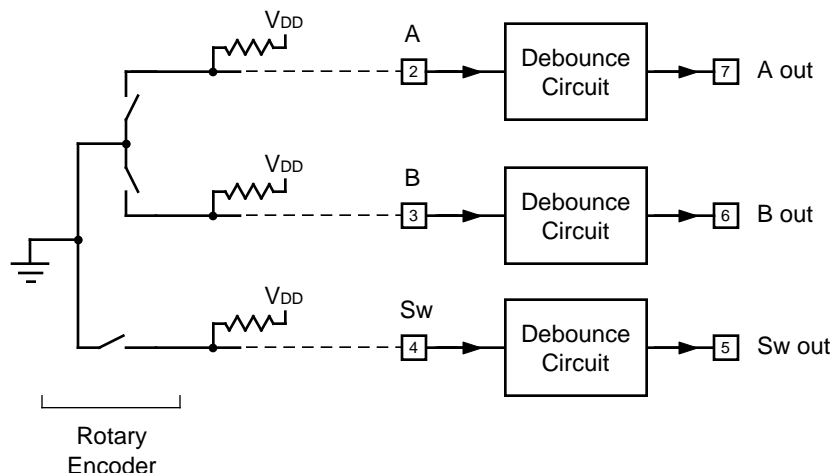 VDD
A
2
Debounce
Circuit
7
A out
VDD
B
3
Debounce
Circuit
6
B out
VDD
Sw
4
Debounce
Circuit
5
Sw out
Rotary
Encoder